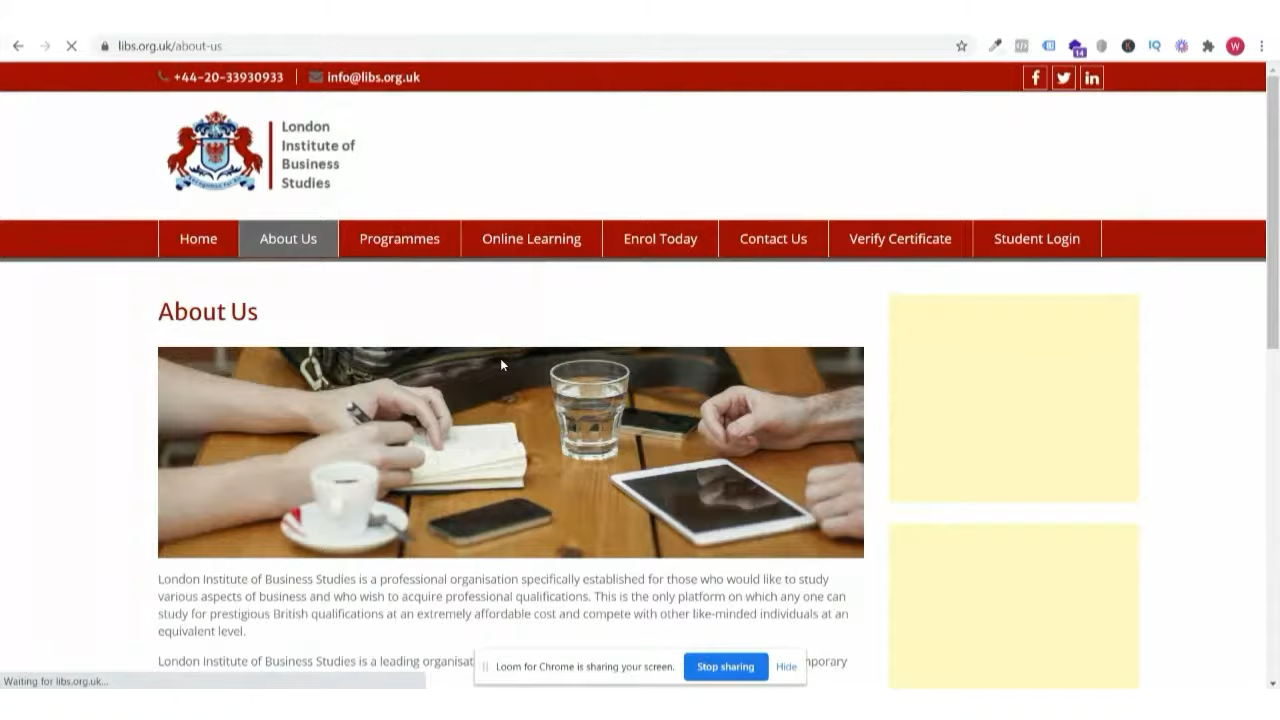 libs.org.uk/about-us
14
IQ
W
+44-20-33930933
info@libs.org.uk
London
Institute of
Business
Studies
Home
About Us
Programmes
Online Learning
Enrol Today
Contact Us
Verify Certificate
Student Login
About Us
London Institute of Business Studies is a professional organisation specifically established for those who would like to study
various aspects of business and who wish to acquire professional qualifications. This is the only platform on which any one can
study for prestigious British qualifications at an extremely affordable cost and compete with other like-minded individuals at an
equivalent level.
London Institute of Business Studies is a leading organisat
Loom for Chrome is sharing your screen.
Stop sharing
Hide
Waiting for libs.org.uk...